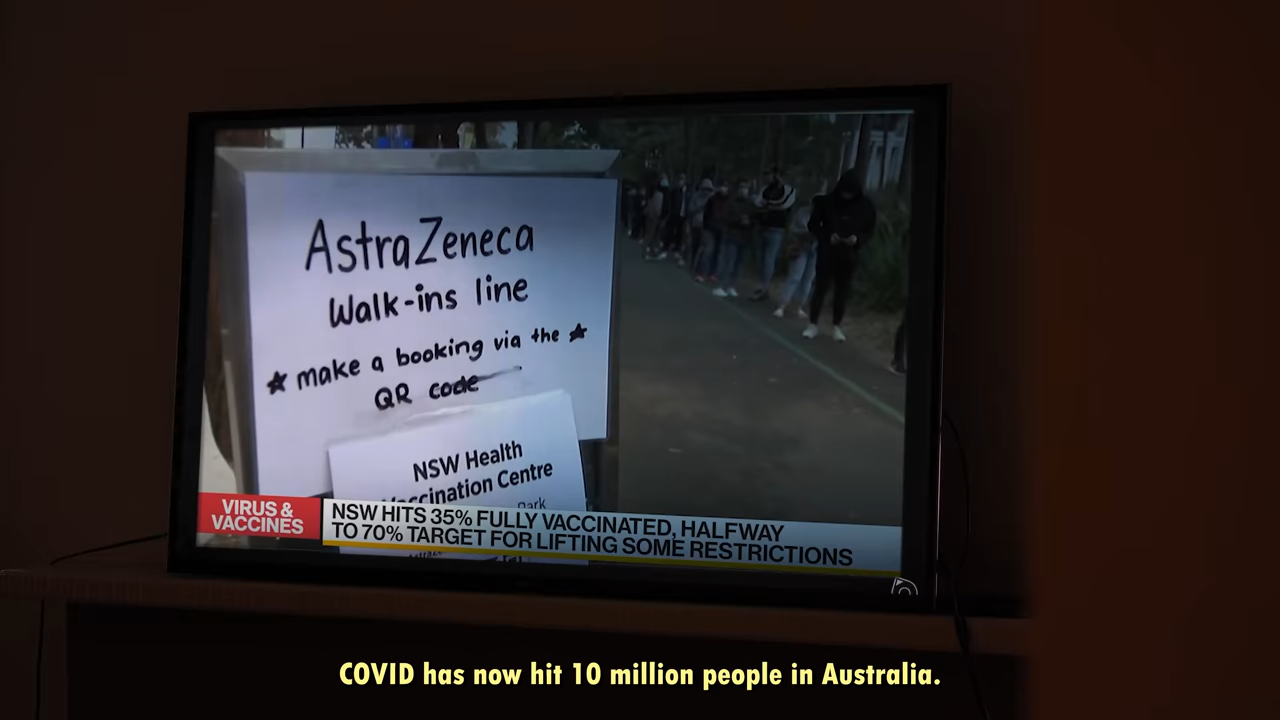 AstraZeneca
Walk-ins line
★ make a booking via the ★
QR code
NSW Health
Vaccination Centre
park
VIRUS &
VACCINES
NSW HITS 35% FULLY VACCINATED, HALFWAY
TO 70% TARGET FOR LIFTING SOME RESTRICTIONS
COVID has now hit 10 million people in Australia.